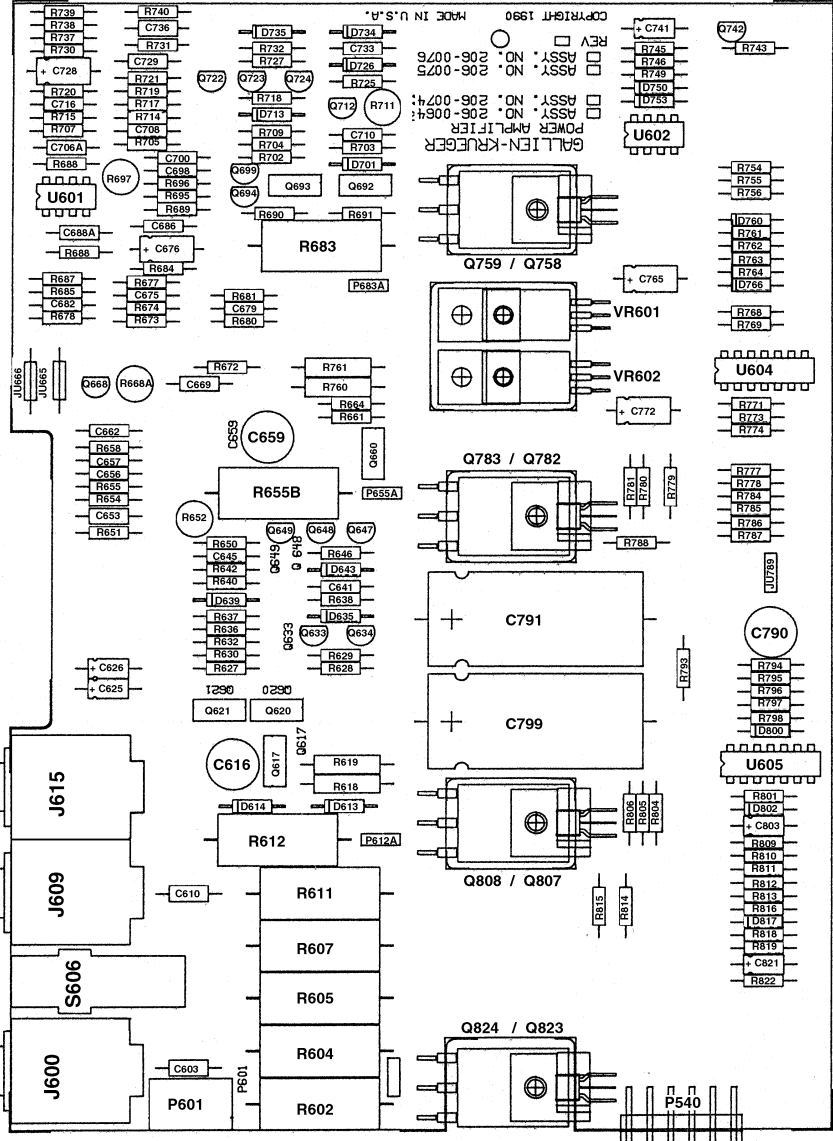 R739
R738
R737
R730
C728
R720
C716
R715
R707
C706A
R688
U601
C688A
R688
R687
R685
C682
R678
R740
C736
R731
C729
R721
R719
R717
R714
C708
R705
R697
C700
C698
R696
R695
R689
C686
C676
R684
R677
C675
R674
R673
Q722
Q723
Q724
D735
R732
R727
R718
D713
R709
R704
R702
Q699
Q694
Q693
R690
D734
C733
D726
R725
Q712
R711
C710
R703
D701
Q692
R691
R683
P683A
R681
C679
R680
MADE IN U.S.A.
COPYRIGHT 1990
REV
ASSY. NO. 206-0076
ASSY. NO. 206-0075
ASSY. NO. 206-0074
ASSY. NO. 206-0064
POWER AMPLIFIER
GALLIEN-KRUEGER
C741
R745
R746
R749
D750
D753
U602
Q742
R743
R754
R755
R756
D760
R761
R762
R763
R764
D766
R768
R769
Q759 / Q758
C765
VR601
VR602
U604
C772
R771
R773
R774
JU666
JU665
Q668
R668A
R672
C669
R761
R760
R664
R661
C659
C659
Q660
R655B
P655A
C662
R658
C657
C656
R655
R654
C653
R651
R652
Q649
Q648
Q647
Q649
Q 648
R650
C645
R642
R640
D639
R637
R636
R632
R630
R627
R646
D643
C641
R638
D635
Q633
Q633
Q634
R629
R628
Q783 / Q782
R781
R780
R779
R788
R777
R778
R784
R785
R786
R787
JU789
C791
C799
R793
C790
R794
R795
R796
R797
R798
D800
U605
C626
C625
Q621
Q620
Q621
Q620
C616
Q617
Q617
R619
R618
D614
D613
R612
P612A
J615
J609
S606
J600
C610
C603
P601
P601
R611
R607
R605
R604
R602
R806
R805
R804
Q808 / Q807
R815
R814
R801
D802
C803
R809
R810
R811
R812
R813
R816
D817
R818
R819
C821
R822
Q824 / Q823
P540